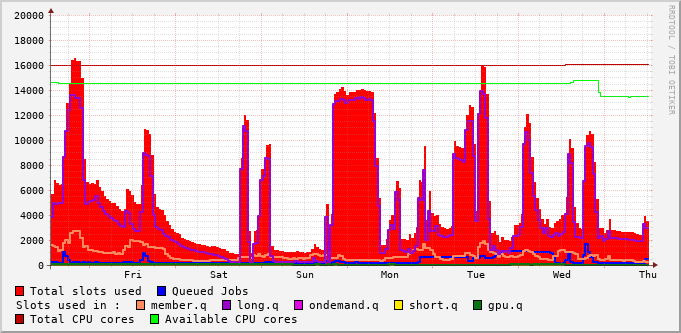 20000
18000
16000
14000
12000
10000
8000
6000
4000
2000
0
Fri Sat Sun Mon Tue Wed Thu
RRDTOOL / TOBI OETIKER
Total slots used Queued Jobs
Slots used in : member.q long.q ondemand.q short.q gpu.q
Total CPU cores Available CPU cores